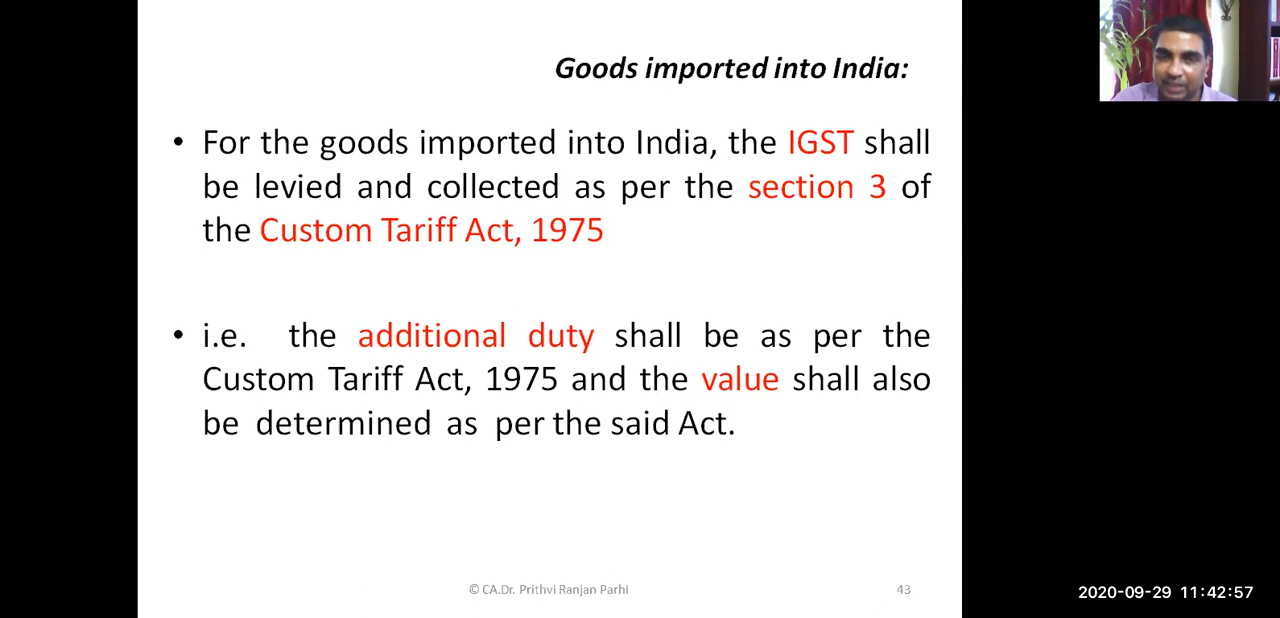 Goods imported into India:
• For the goods imported into India, the IGST shall
be levied and collected as per the section 3 of
the Custom Tariff Act, 1975
• i.e. the additional duty shall be as per the
Custom Tariff Act, 1975 and the value shall also
be determined as per the said Act.
© CA.Dr. Prithvi Ranjan Parhi
43
2020-09-29 11:42:57